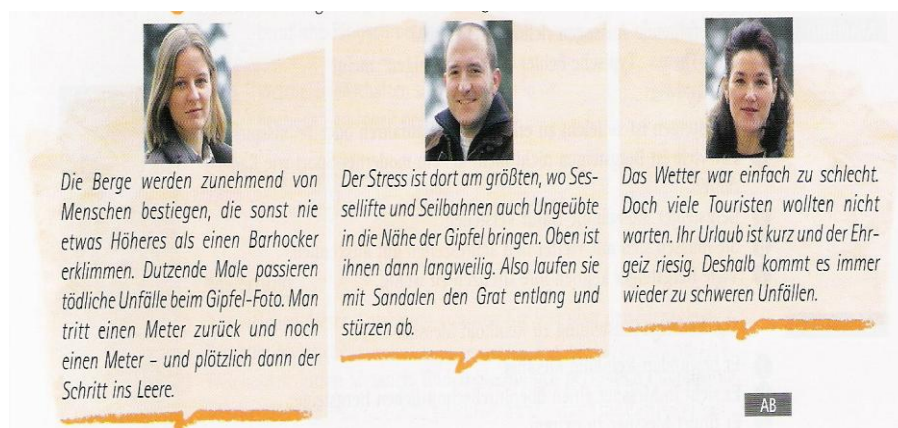 Die Berge werden zunehmend von
Menschen bestiegen, die sonst nie
etwas Höheres als einen Barhocker
erklimmen. Dutzende Male passieren
tödliche Unfälle beim Gipfel-Foto. Man
tritt einen Meter zurück und noch
einen Meter – und plötzlich dann der
Schritt ins Leere.
Der Stress ist dort am größten, wo Ses-
sellifte und Seilbahnen auch Ungeübte
in die Nähe der Gipfel bringen. Oben ist
ihnen dann langweilig. Also laufen sie
mit Sandalen den Grat entlang und
stürzen ab.
Das Wetter war einfach zu schlecht.
Doch viele Touristen wollten nicht
warten. Ihr Urlaub ist kurz und der Ehr-
geiz riesig. Deshalb kommt es immer
wieder zu schweren Unfällen.
AB